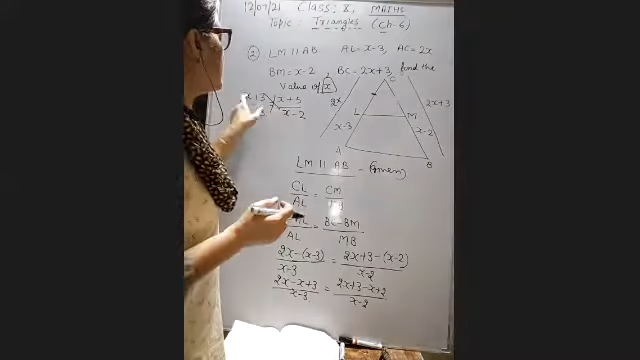 12/07/21 Class: X, MATHS
Topic: Triangles (Ch-6)
② LM || AB AL = x-3, AC = 2x
BM = x-2, BC = 2x+3, find the
value of x
x+3 x+5
x-2
C
2x
2x+3
L
M
x-3
x-2
A
B
LM || AB - (Given)
CL/AL = CM/
/AL = BC-BM/MB
2x-(x-3)/x-3 = 2x+3-(x-2)/x-2
2x-x+3/x-3 = 2x+3-x+2/x-2